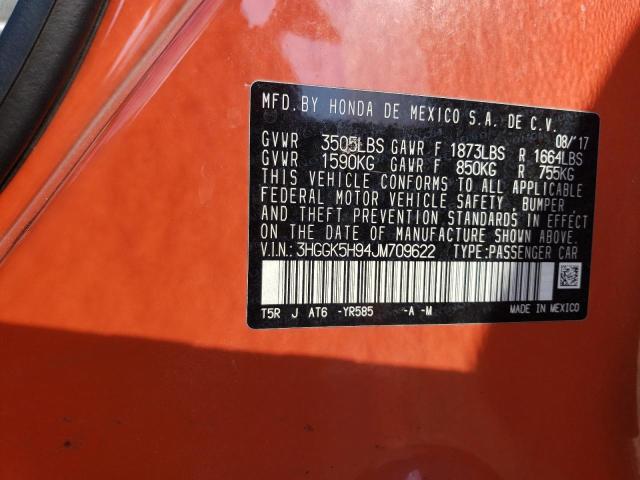 MFD. BY HONDA DE MEXICO S.A. DE C.V.
08/'17
GVWR 3505LBS GAWR F 1873LBS R 1664LBS
GVWR 1590KG GAWR F 850KG R 755KG
THIS VEHICLE CONFORMS TO ALL APPLICABLE
FEDERAL MOTOR VEHICLE SAFETY, BUMPER,
AND THEFT PREVENTION STANDARDS IN EFFECT
ON THE DATE OF MANUFACTURE SHOWN ABOVE.
V.I.N.: 3HGGK5H94JM709622 TYPE:PASSENGER CAR
T5R J AT6 -YR585 -A -M MADE IN MEXICO